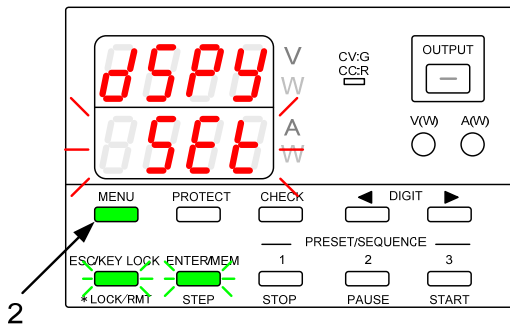 dSPY V
W
SEt A
W
CV:G
CC:R
OUTPUT
V(W) A(W)
MENU PROTECT CHECK ◀ DIGIT ▶
PRESET/SEQUENCE
ESC/KEY LOCK ENTER/MEM 1 2 3
*LOCK/RMT STEP STOP PAUSE START
2